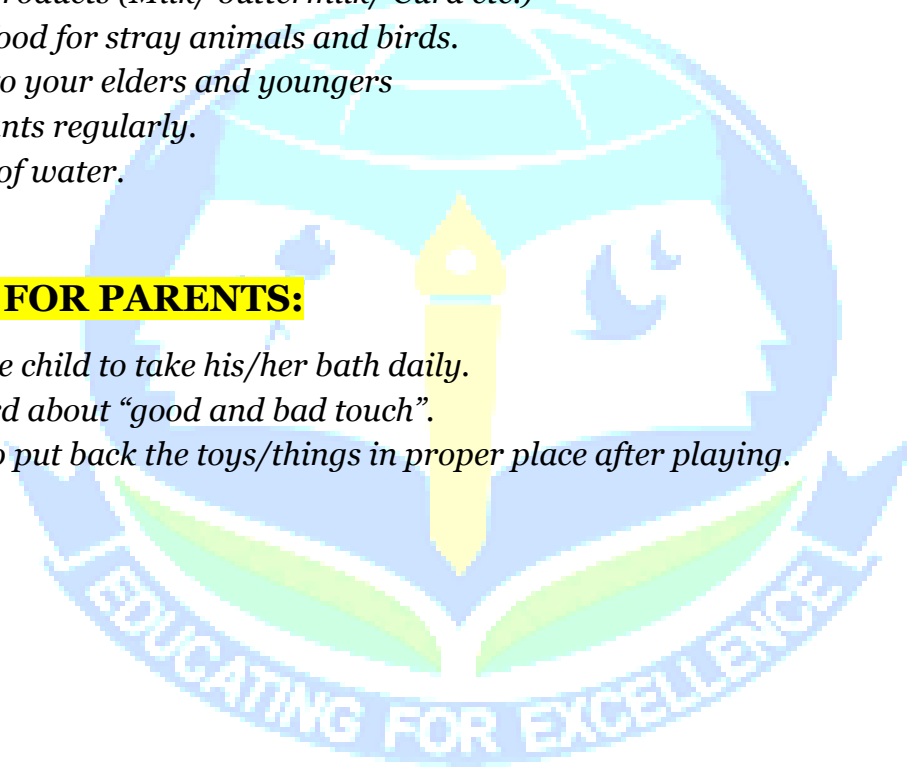 (Milk/ buttermilk/ Curd etc.)
ood for stray animals and birds.
o your elders and youngers
nts regularly.
of water.
FOR PARENTS:
e child to take his/her bath daily.
rd about “good and bad touch”.
o put back the toys/things in proper place after playing.
EDUCATING FOR EXCELLENCE